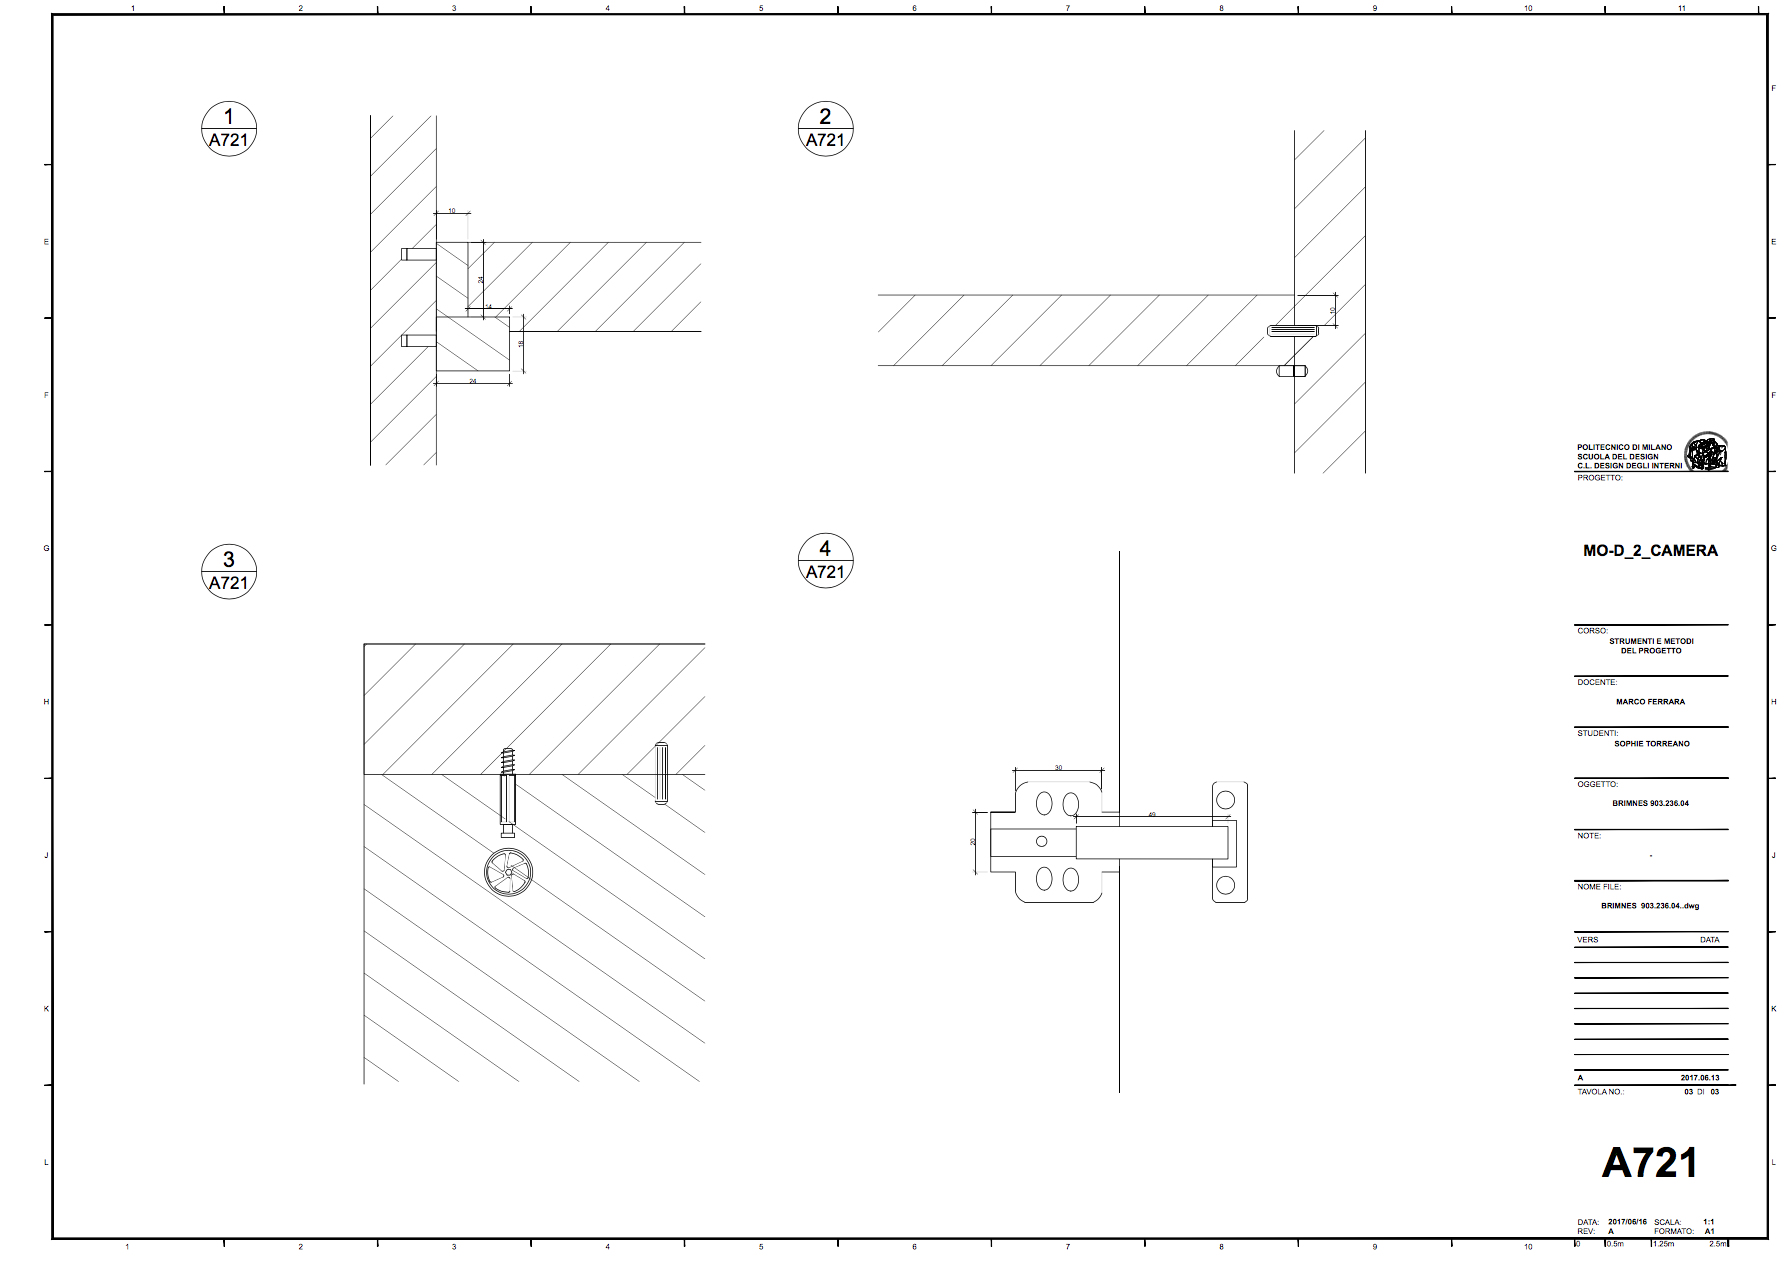 1 2 3 4 5 6 7 8 9 10 11
F
E E
F F
G G
H H
J J
K K
L L
1
A721
10
24
14
18
24
2
A721
10
3
A721
4
A721
30
49
20
POLITECNICO DI MILANO
SCUOLA DEL DESIGN
C.L. DESIGN DEGLI INTERNI
PROGETTO:
MO-D_2_CAMERA
CORSO:
STRUMENTI E METODI
DEL PROGETTO
DOCENTE:
MARCO FERRARA
STUDENTI:
SOPHIE TORREANO
OGGETTO:
BRIMNES 903.236.04
NOTE:
-
NOME FILE:
BRIMNES 903.236.04..dwg
VERS DATA
A 2017.06.13
TAVOLA NO.: 03 DI 03
A721
DATA: 2017/06/16 SCALA: 1:1
REV: A FORMATO: A1
0 0.5m 1.25m 2.5m
1 2 3 4 5 6 7 8 9 10